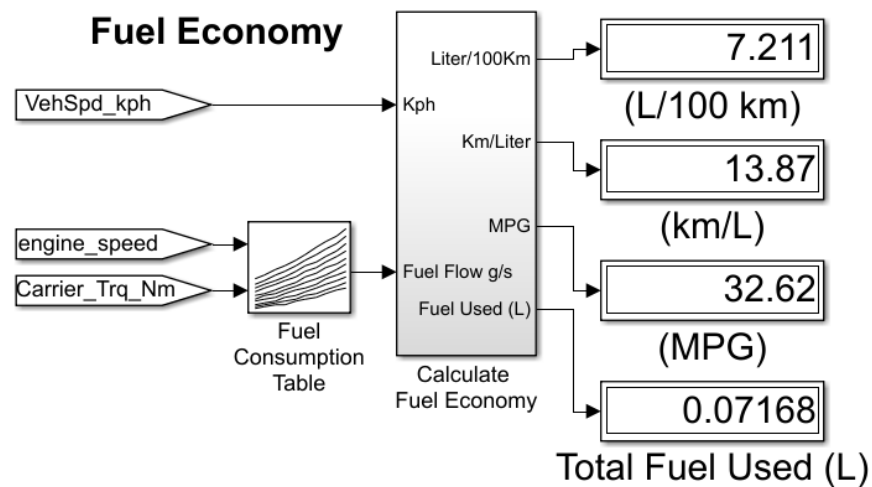 Fuel Economy
VehSpd_kph
engine_speed
Carrier_Trq_Nm
Fuel
Consumption
Table
Kph
Fuel Flow g/s
Liter/100Km
Km/Liter
MPG
Fuel Used (L)
Calculate
Fuel Economy
7.211
(L/100 km)
13.87
(km/L)
32.62
(MPG)
0.07168
Total Fuel Used (L)